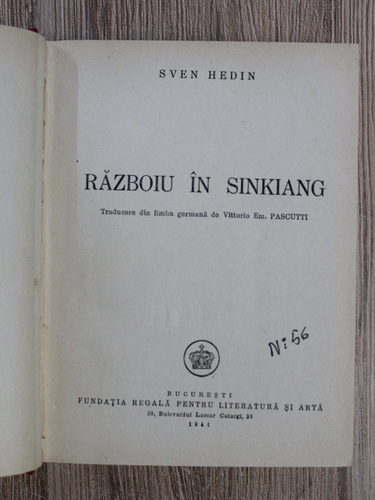 SVEN HEDIN
RĂZBOIU ÎN SINKIANG
Traducere din limba germană de Vittorio Em. PASCUTTI
N: 56
BUCUREȘTI
FUNDAȚIA REGALĂ PENTRU LITERATURĂ ȘI ARTĂ
39, Bulevardul Lascar Catargi, 39
1941